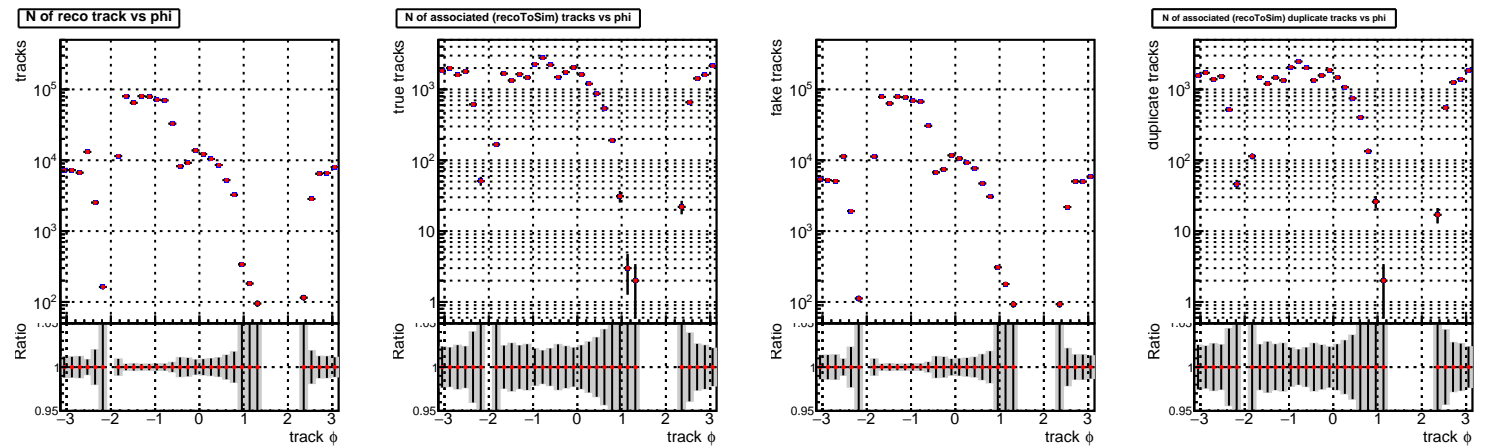 N of reco track vs phi
tracks
10^5
10^4
10^3
10^2
Ratio
1.05
1
0.95
−3 −2 −1 0 1 2 3
track ϕ
N of associated (recoToSim) tracks vs phi
true tracks
10^3
10^2
10
1
Ratio
1.05
1
0.95
−3 −2 −1 0 1 2 3
track ϕ
fake tracks
10^5
10^4
10^3
10^2
Ratio
1.05
1
0.95
−3 −2 −1 0 1 2 3
track ϕ
N of associated (recoToSim) duplicate tracks vs phi
duplicate tracks
10^3
10^2
10
1
Ratio
1.05
1
0.95
−3 −2 −1 0 1 2 3
track ϕ